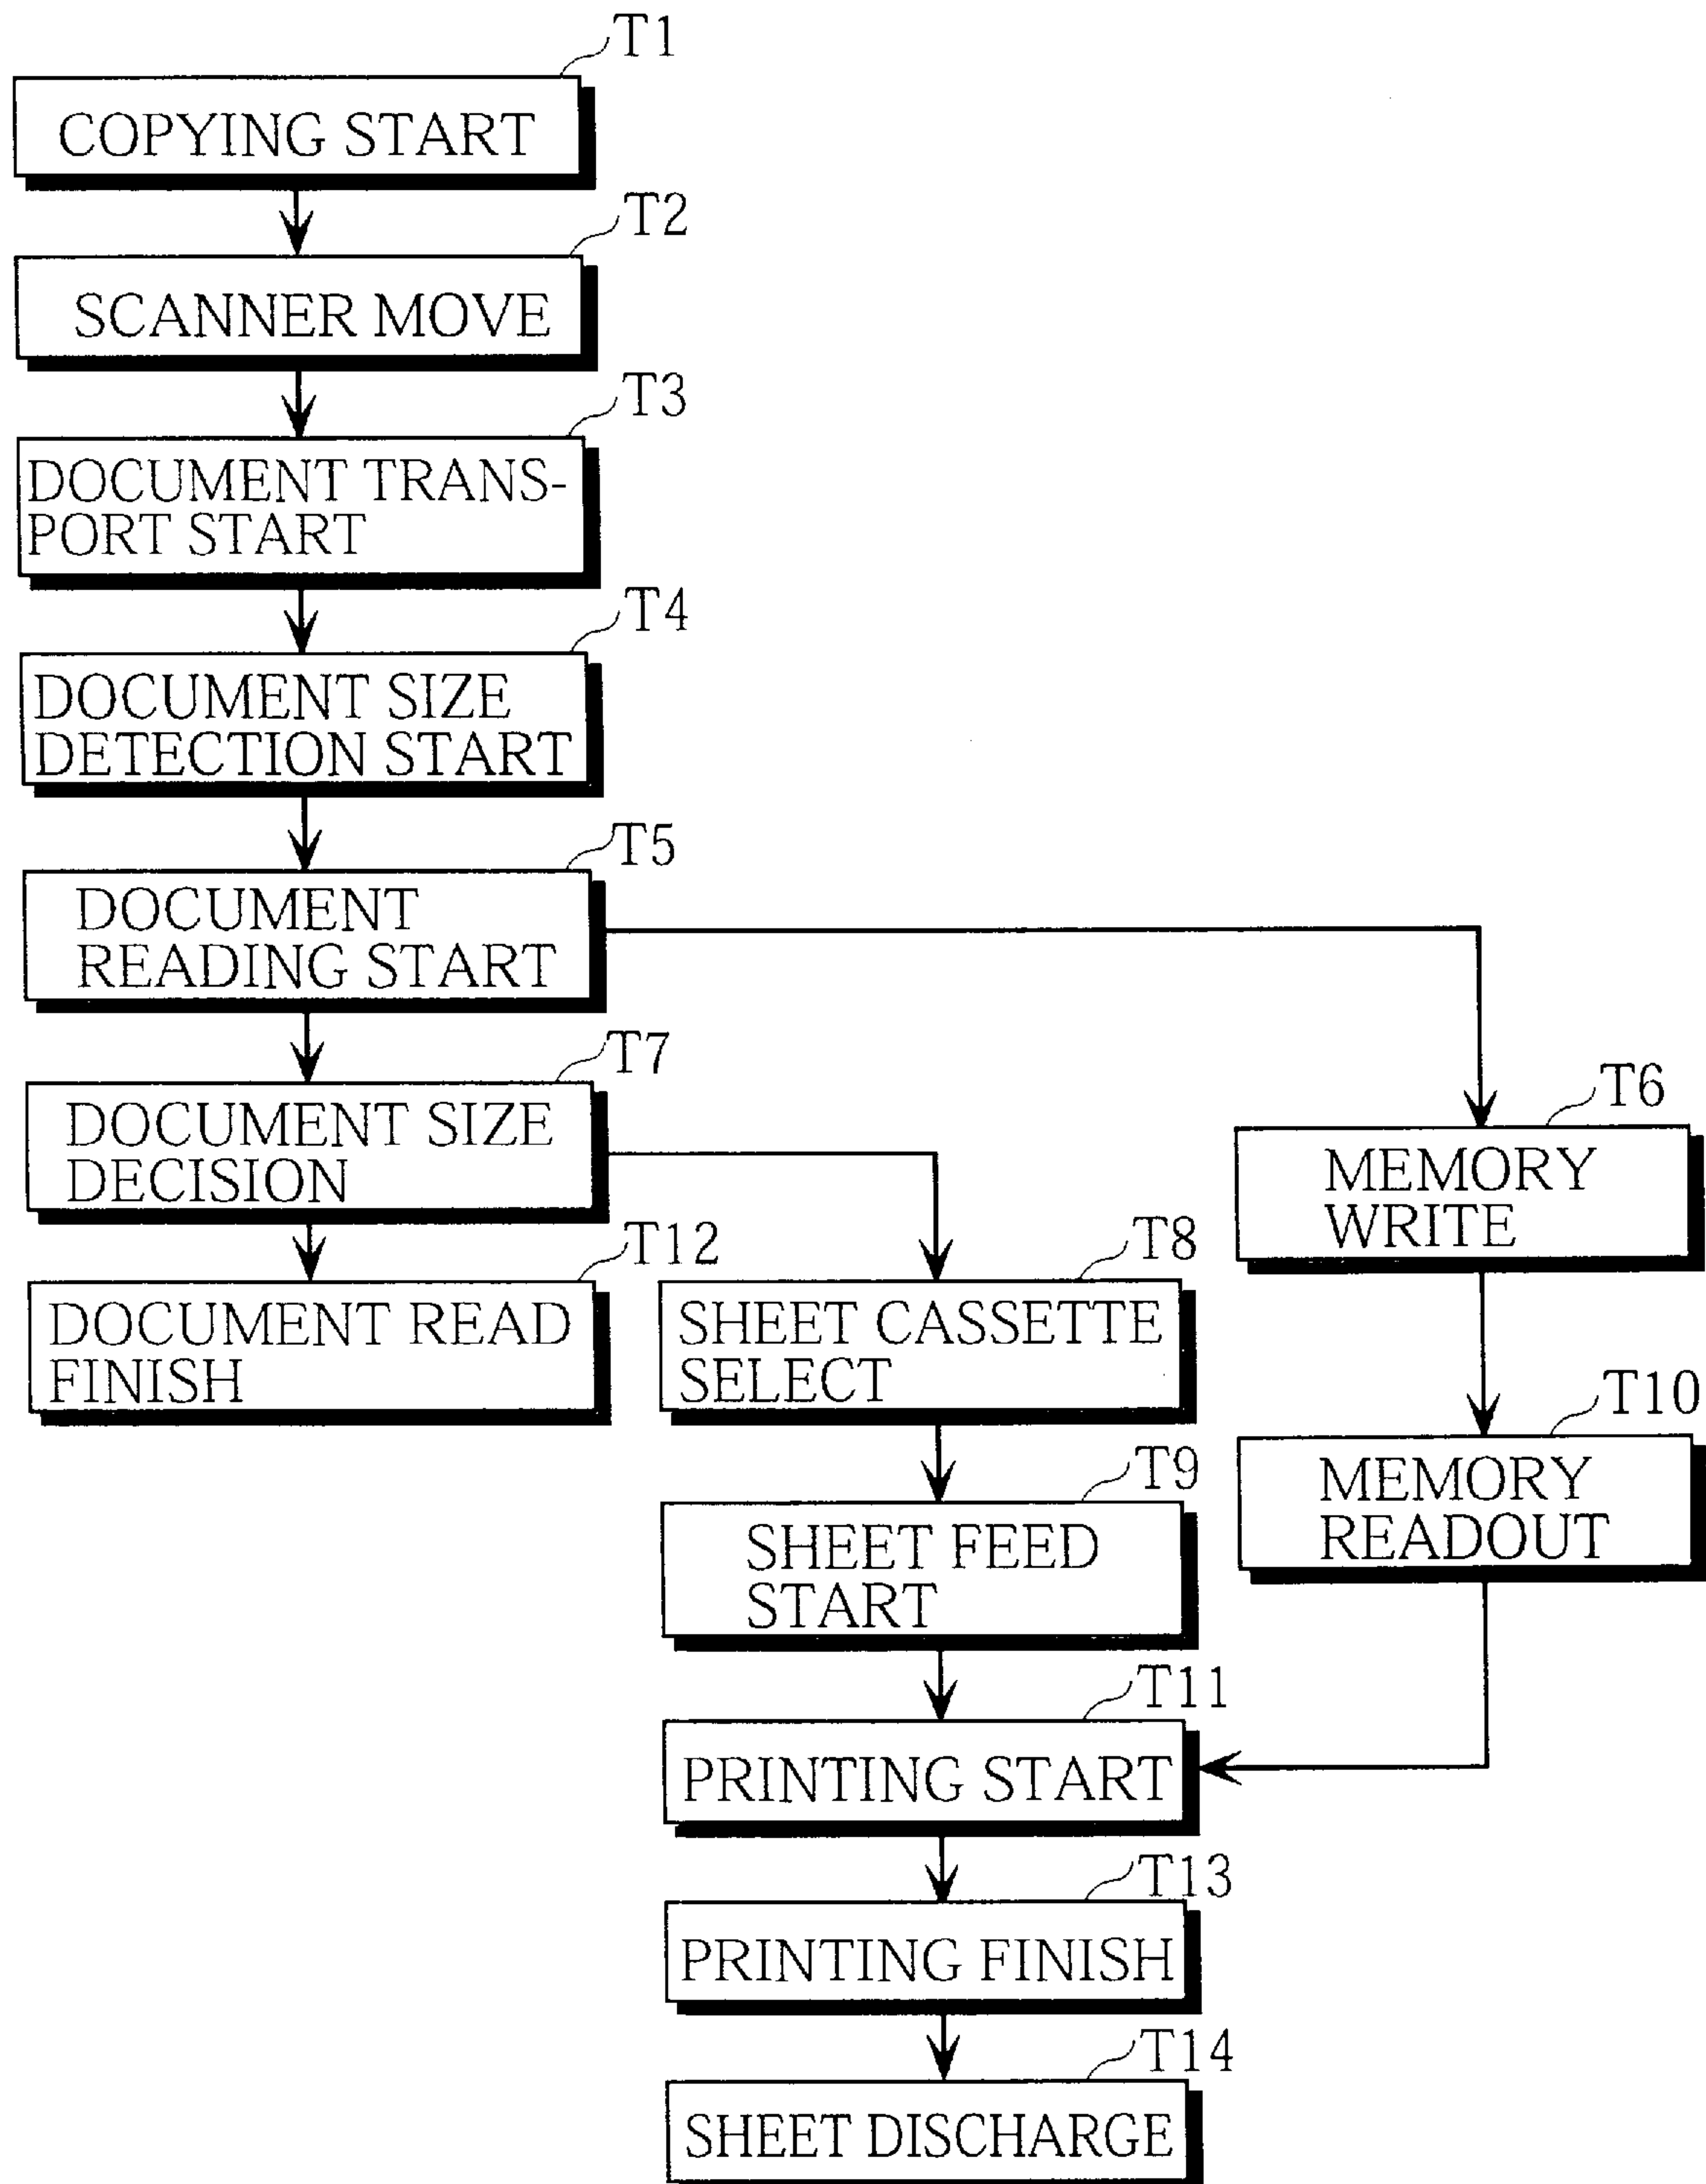 T1
COPYING START
T2
SCANNER MOVE
T3
DOCUMENT TRANS-
PORT START
T4
DOCUMENT SIZE
DETECTION START
T5
DOCUMENT
READING START
T7
DOCUMENT SIZE
DECISION
T6
MEMORY
WRITE
T12
DOCUMENT READ
FINISH
T8
SHEET CASSETTE
SELECT
T10
MEMORY
READOUT
T9
SHEET FEED
START
T11
PRINTING START
T13
PRINTING FINISH
T14
SHEET DISCHARGE